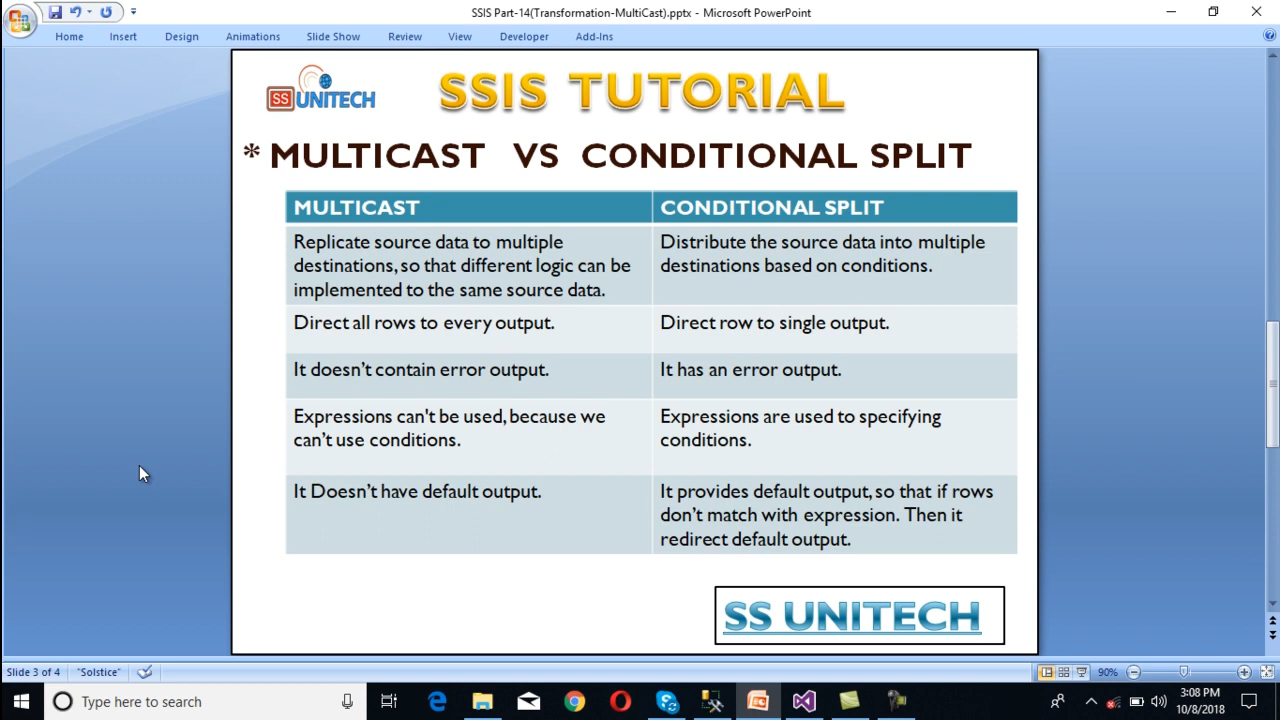 SSIS Part-14(Transformation-MultiCast).pptx - Microsoft PowerPoint
Home Insert Design Animations Slide Show Review View Developer Add-Ins
SS UNITECH
SSIS TUTORIAL
* MULTICAST VS CONDITIONAL SPLIT
MULTICAST
CONDITIONAL SPLIT
Replicate source data to multiple
destinations, so that different logic can be
implemented to the same source data.
Distribute the source data into multiple
destinations based on conditions.
Direct all rows to every output.
Direct row to single output.
It doesn't contain error output.
It has an error output.
Expressions can't be used, because we
can't use conditions.
Expressions are used to specifying
conditions.
It Doesn't have default output.
It provides default output, so that if rows
don't match with expression. Then it
redirect default output.
SS UNITECH
Slide 3 of 4 "Solstice" 90%
Type here to search
3:08 PM
10/8/2018